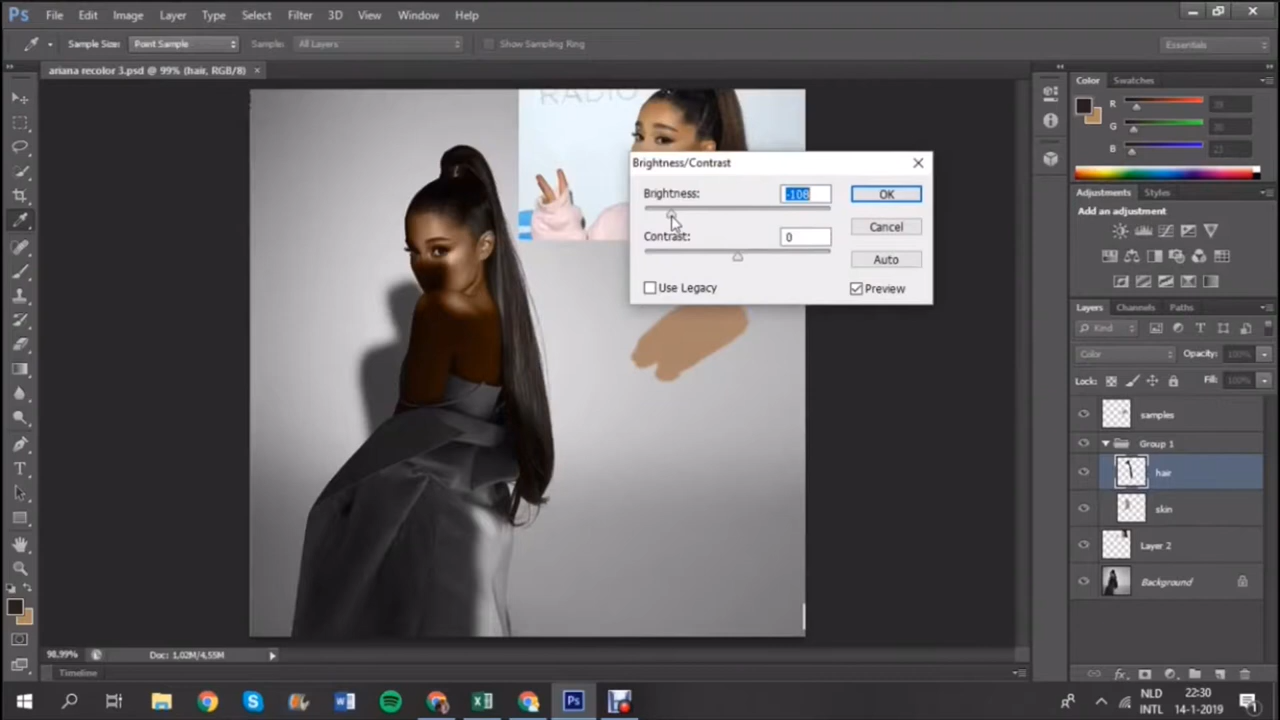 Ps File Edit Image Layer Type Select Filter 3D View Window Help
Sample Size: Point Sample Sample: All Layers Show Sampling Ring Essentials
ariana recolor 3.psd @ 99% (hair, RGB/8) ×
RADIO
Brightness/Contrast
Brightness: -108 OK
Contrast: 0 Cancel
Auto
Use Legacy Preview
Color Swatches
R
G
B
Adjustments Styles
Add an adjustment
Layers Channels Paths
Kind
Color Opacity: 100%
Lock: Fill: 100%
samples
Group 1
hair
skin
Layer 2
Background
98.99% Doc: 1.02M/4.55M
Timeline
NLD 22:30
INTL 14-1-2019